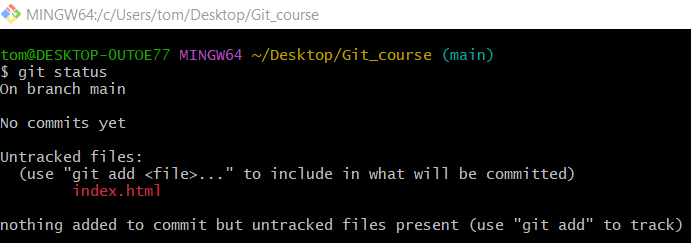 MINGW64:/c/Users/tom/Desktop/Git_course
tom@DESKTOP-OUTOE77 MINGW64 ~/Desktop/Git_course (main)
$ git status
On branch main
No commits yet
Untracked files:
(use "git add <file>..." to include in what will be committed)
index.html
nothing added to commit but untracked files present (use "git add" to track)